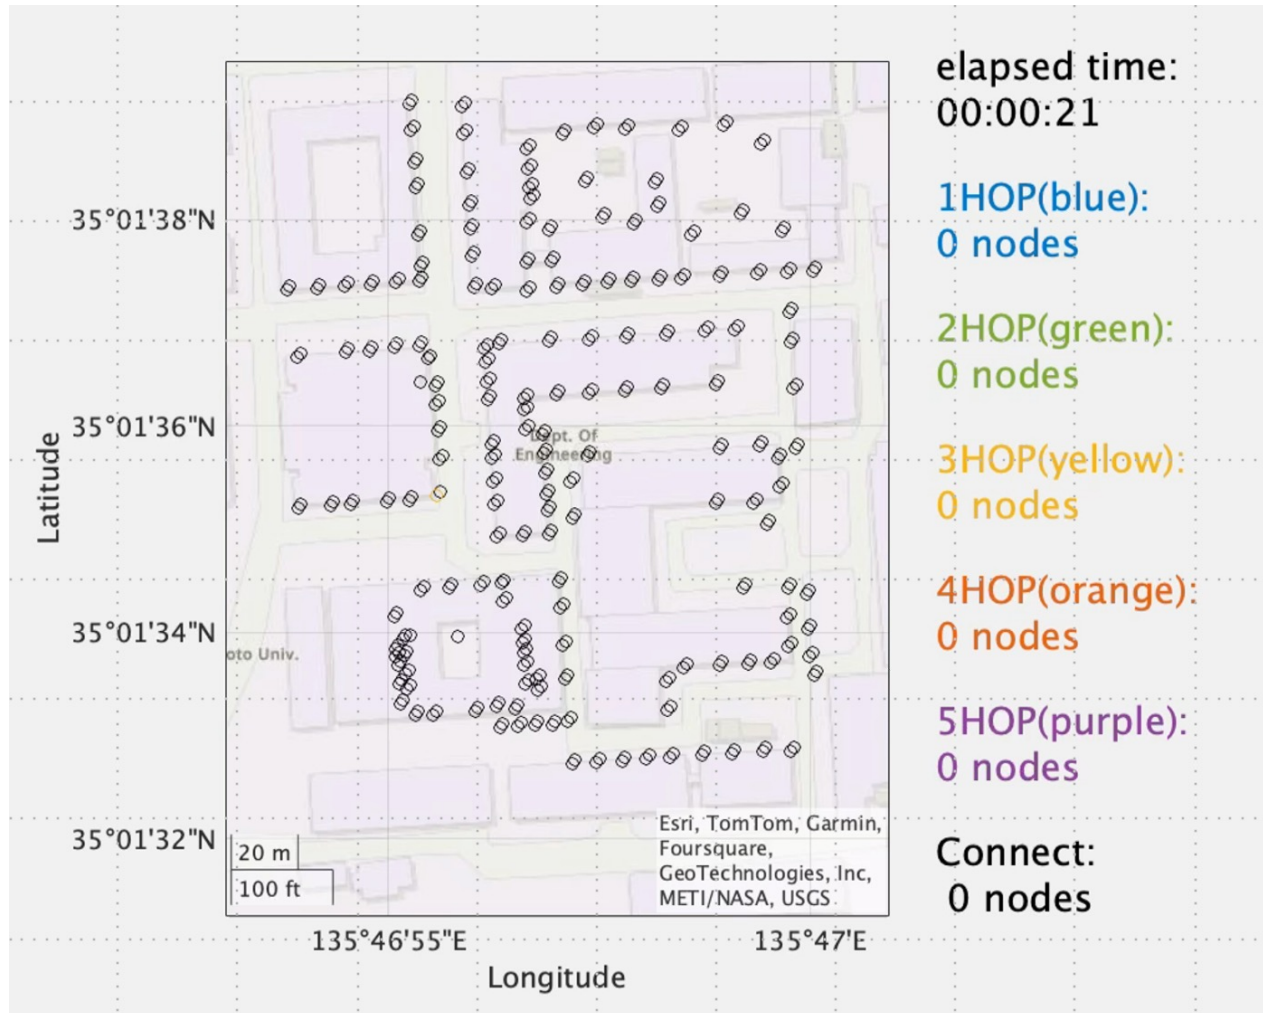 elapsed time:
00:00:21
1HOP(blue):
0 nodes
2HOP(green):
0 nodes
3HOP(yellow):
0 nodes
4HOP(orange):
0 nodes
5HOP(purple):
0 nodes
Connect:
0 nodes
35°01'38"N
35°01'36"N
35°01'34"N
35°01'32"N
Latitude
Dept. Of
Engineering
oto Univ.
20 m
100 ft
Esri, TomTom, Garmin,
Foursquare,
GeoTechnologies, Inc,
METI/NASA, USGS
135°46'55"E
135°47'E
Longitude